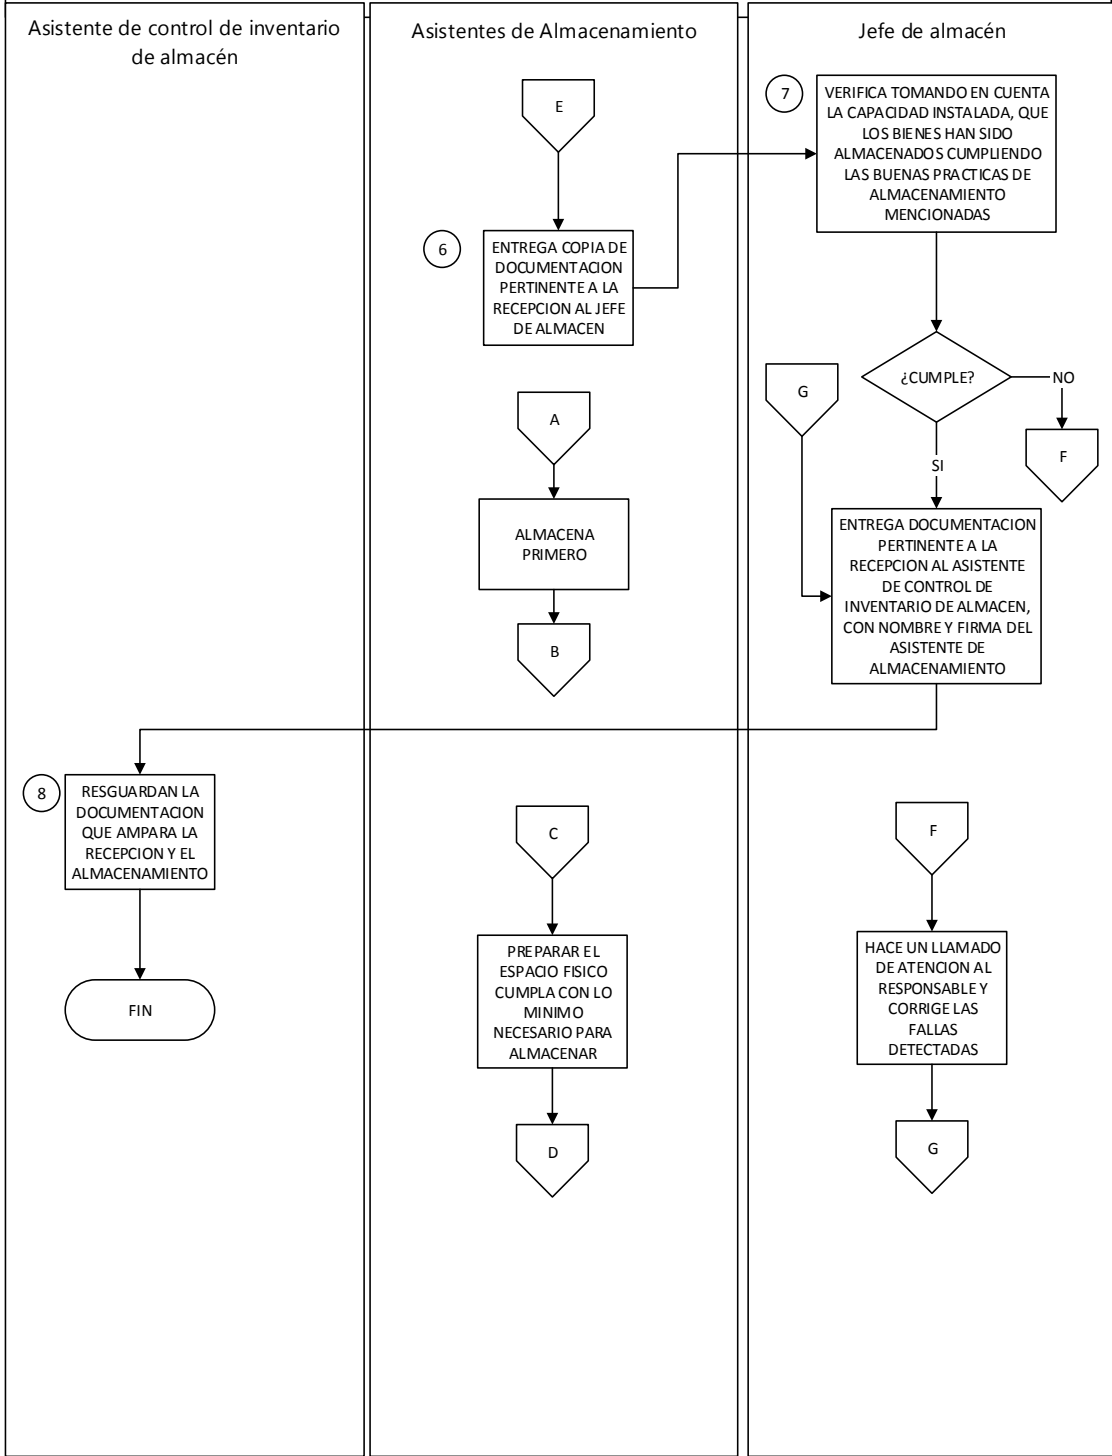 Asistente de control de inventario
de almacén
Asistentes de Almacenamiento
Jefe de almacén
E
6
ENTREGA COPIA DE
DOCUMENTACION
PERTINENTE A LA
RECEPCION AL JEFE
DE ALMACEN
7
VERIFICA TOMANDO EN CUENTA
LA CAPACIDAD INSTALADA, QUE
LOS BIENES HAN SIDO
ALMACENADOS CUMPLIENDO
LAS BUENAS PRACTICAS DE
ALMACENAMIENTO
MENCIONADAS
¿CUMPLE?
NO
F
SI
G
ENTREGA DOCUMENTACION
PERTINENTE A LA
RECEPCION AL ASISTENTE
DE CONTROL DE
INVENTARIO DE ALMACEN,
CON NOMBRE Y FIRMA DEL
ASISTENTE DE
ALMACENAMIENTO
A
ALMACENA
PRIMERO
B
8
RESGUARDAN LA
DOCUMENTACION
QUE AMPARA LA
RECEPCION Y EL
ALMACENAMIENTO
FIN
C
PREPARAR EL
ESPACIO FISICO
CUMPLA CON LO
MINIMO
NECESARIO PARA
ALMACENAR
D
F
HACE UN LLAMADO
DE ATENCION AL
RESPONSABLE Y
CORRIGE LAS
FALLAS
DETECTADAS
G